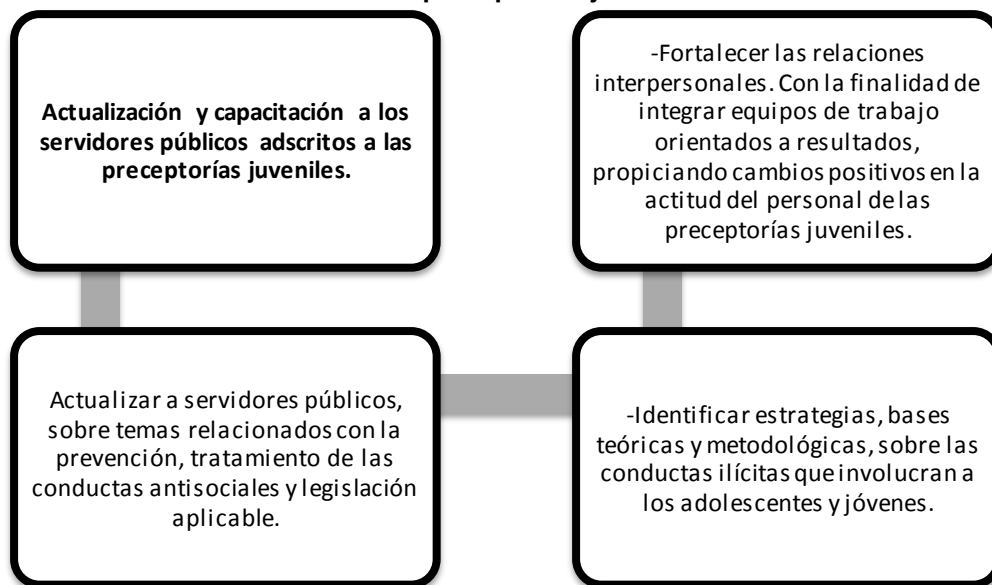 Actualización y capacitación a los
servidores públicos adscritos a las
preceptorías juveniles.
Actualizar a servidores públicos,
sobre temas relacionados con la
prevención, tratamiento de las
conductas antisociales y legislación
aplicable.
-Identificar estrategias, bases
teóricas y metodológicas, sobre las
conductas ilícitas que involucran a
los adolescentes y jóvenes.
-Fortalecer las relaciones
interpersonales. Con la finalidad de
integrar equipos de trabajo
orientados a resultados,
propiciando cambios positivos en la
actitud del personal de las
preceptorías juveniles.